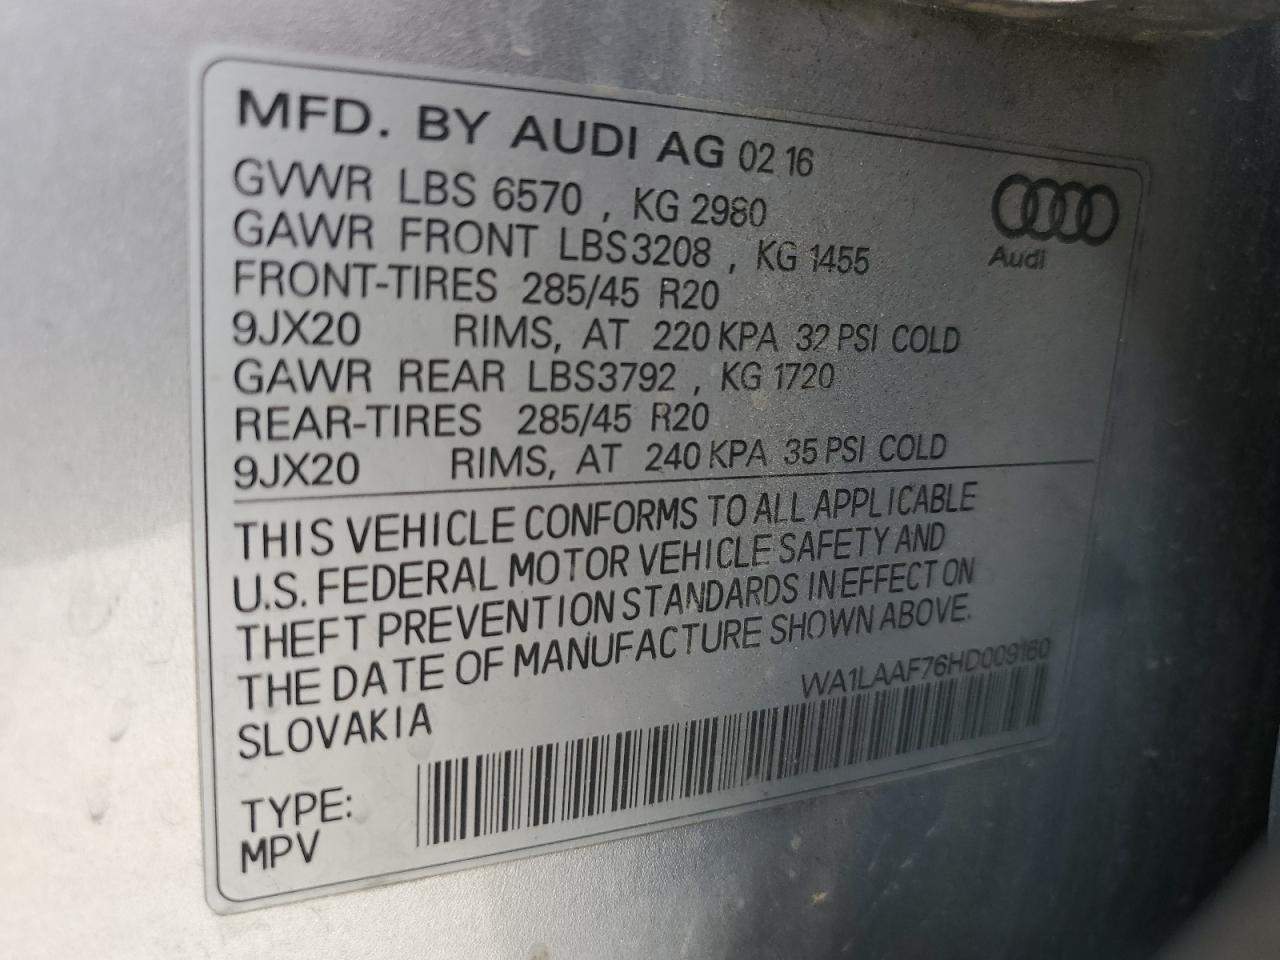 MFD. BY AUDI AG 02 16
GVWR LBS 6570 , KG 2980
GAWR FRONT LBS 3208 , KG 1455
FRONT-TIRES 285/45 R20
9JX20 RIMS, AT 220 KPA 32 PSI COLD
GAWR REAR LBS3792 , KG 1720
REAR-TIRES 285/45 R20
9JX20 RIMS, AT 240 KPA 35 PSI COLD
Audi
THIS VEHICLE CONFORMS TO ALL APPLICABLE
U.S. FEDERAL MOTOR VEHICLE SAFETY AND
THEFT PREVENTION STANDARDS IN EFFECT ON
THE DATE OF MANUFACTURE SHOWN ABOVE.
SLOVAKIA
WA1LAAF76HD009160
TYPE:
MPV